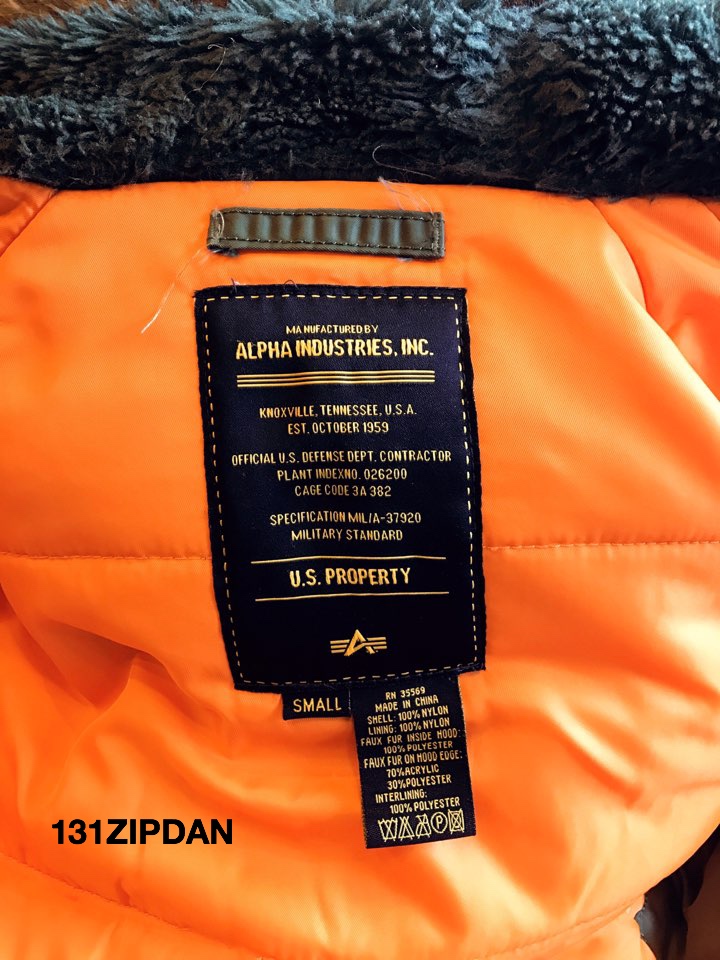 MANUFACTURED BY
ALPHA INDUSTRIES, INC.
KNOXVILLE, TENNESSEE, U.S.A.
EST. OCTOBER 1959
OFFICIAL U.S. DEFENSE DEPT. CONTRACTOR
PLANT INDEXNO. 026200
CAGE CODE 3A 382
SPECIFICATION MIL/A-37920
MILITARY STANDARD
U.S. PROPERTY
SMALL
RN 35569
MADE IN CHINA
SHELL: 100% NYLON
LINING: 100% NYLON
FAUX FUR INSIDE HOOD:
100% POLYESTER
FAUX FUR ON HOOD EDGE:
70% ACRYLIC
30% POLYESTER
INTERLINING:
100% POLYESTER
131ZIPDAN